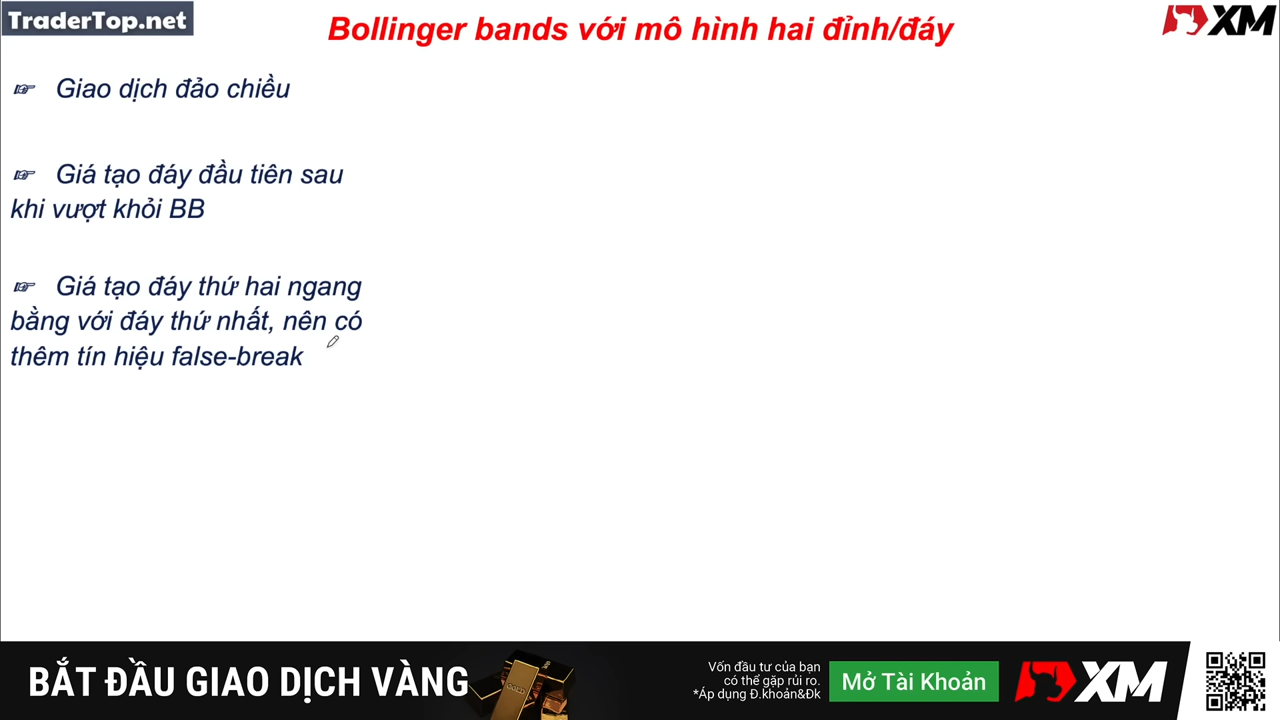 TraderTop.net
Bollinger bands với mô hình hai đỉnh/đáy
XM
☞ Giao dịch đảo chiều
☞ Giá tạo đáy đầu tiên sau
khi vượt khỏi BB
☞ Giá tạo đáy thứ hai ngang
bằng với đáy thứ nhất, nên có
thêm tín hiệu false-break
BẮT ĐẦU GIAO DỊCH VÀNG
Vốn đầu tư của bạn
có thể gặp rủi ro.
*Áp dụng Đ.khoản&Đk
Mở Tài Khoản
XM